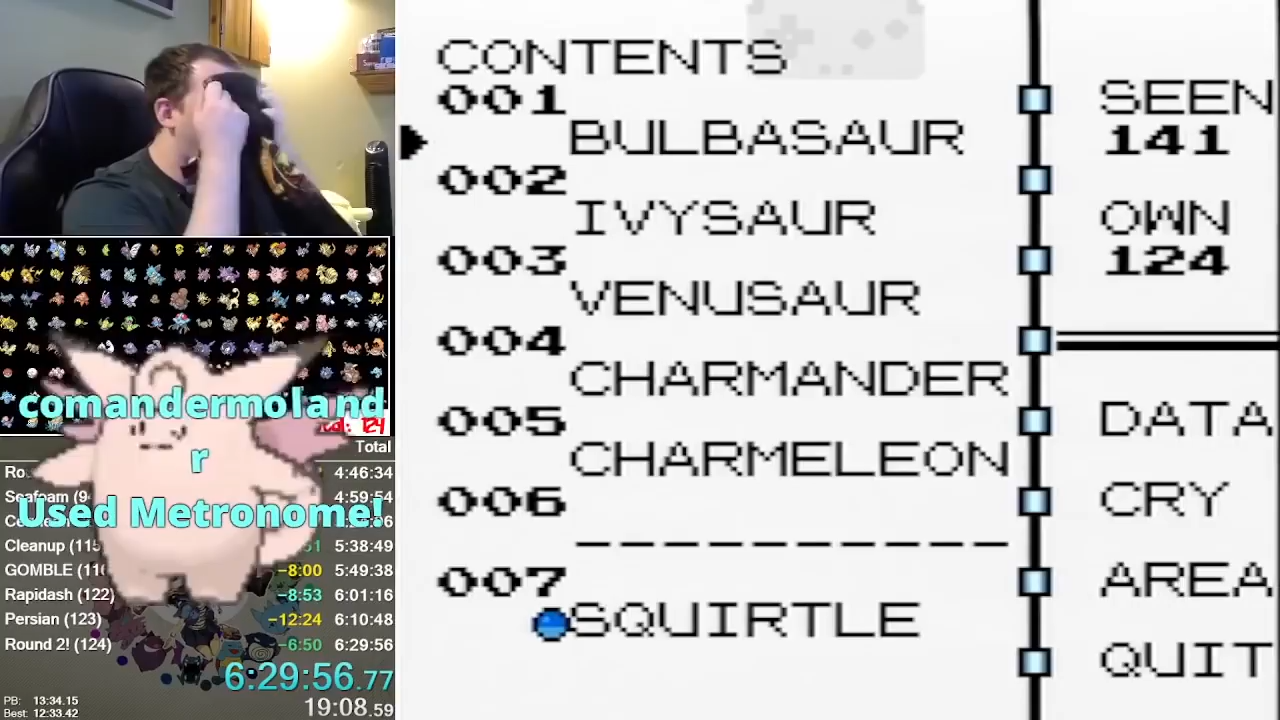 CONTENTS
001
BULBASAUR
002
IVYSAUR
003
VENUSAUR
004
CHARMANDER
005
CHARMELEON
006
-----------
007
SQUIRTLE
SEEN
141
OWN
124
DATA
CRY
AREA
QUIT
comandermoland
r
Used Metronome!
124
Total
4:46:34
4:59:54
Cleanup (115 5:38:49
GOMBLE (11 -8:00 5:49:38
Rapidash (122) -8:53 6:01:16
Persian (123) -12:24 6:10:48
Round 2! (124) -6:50 6:29:56
6:29:56.77
PB: 13:34.15
Best: 12:33.42
19:08.59